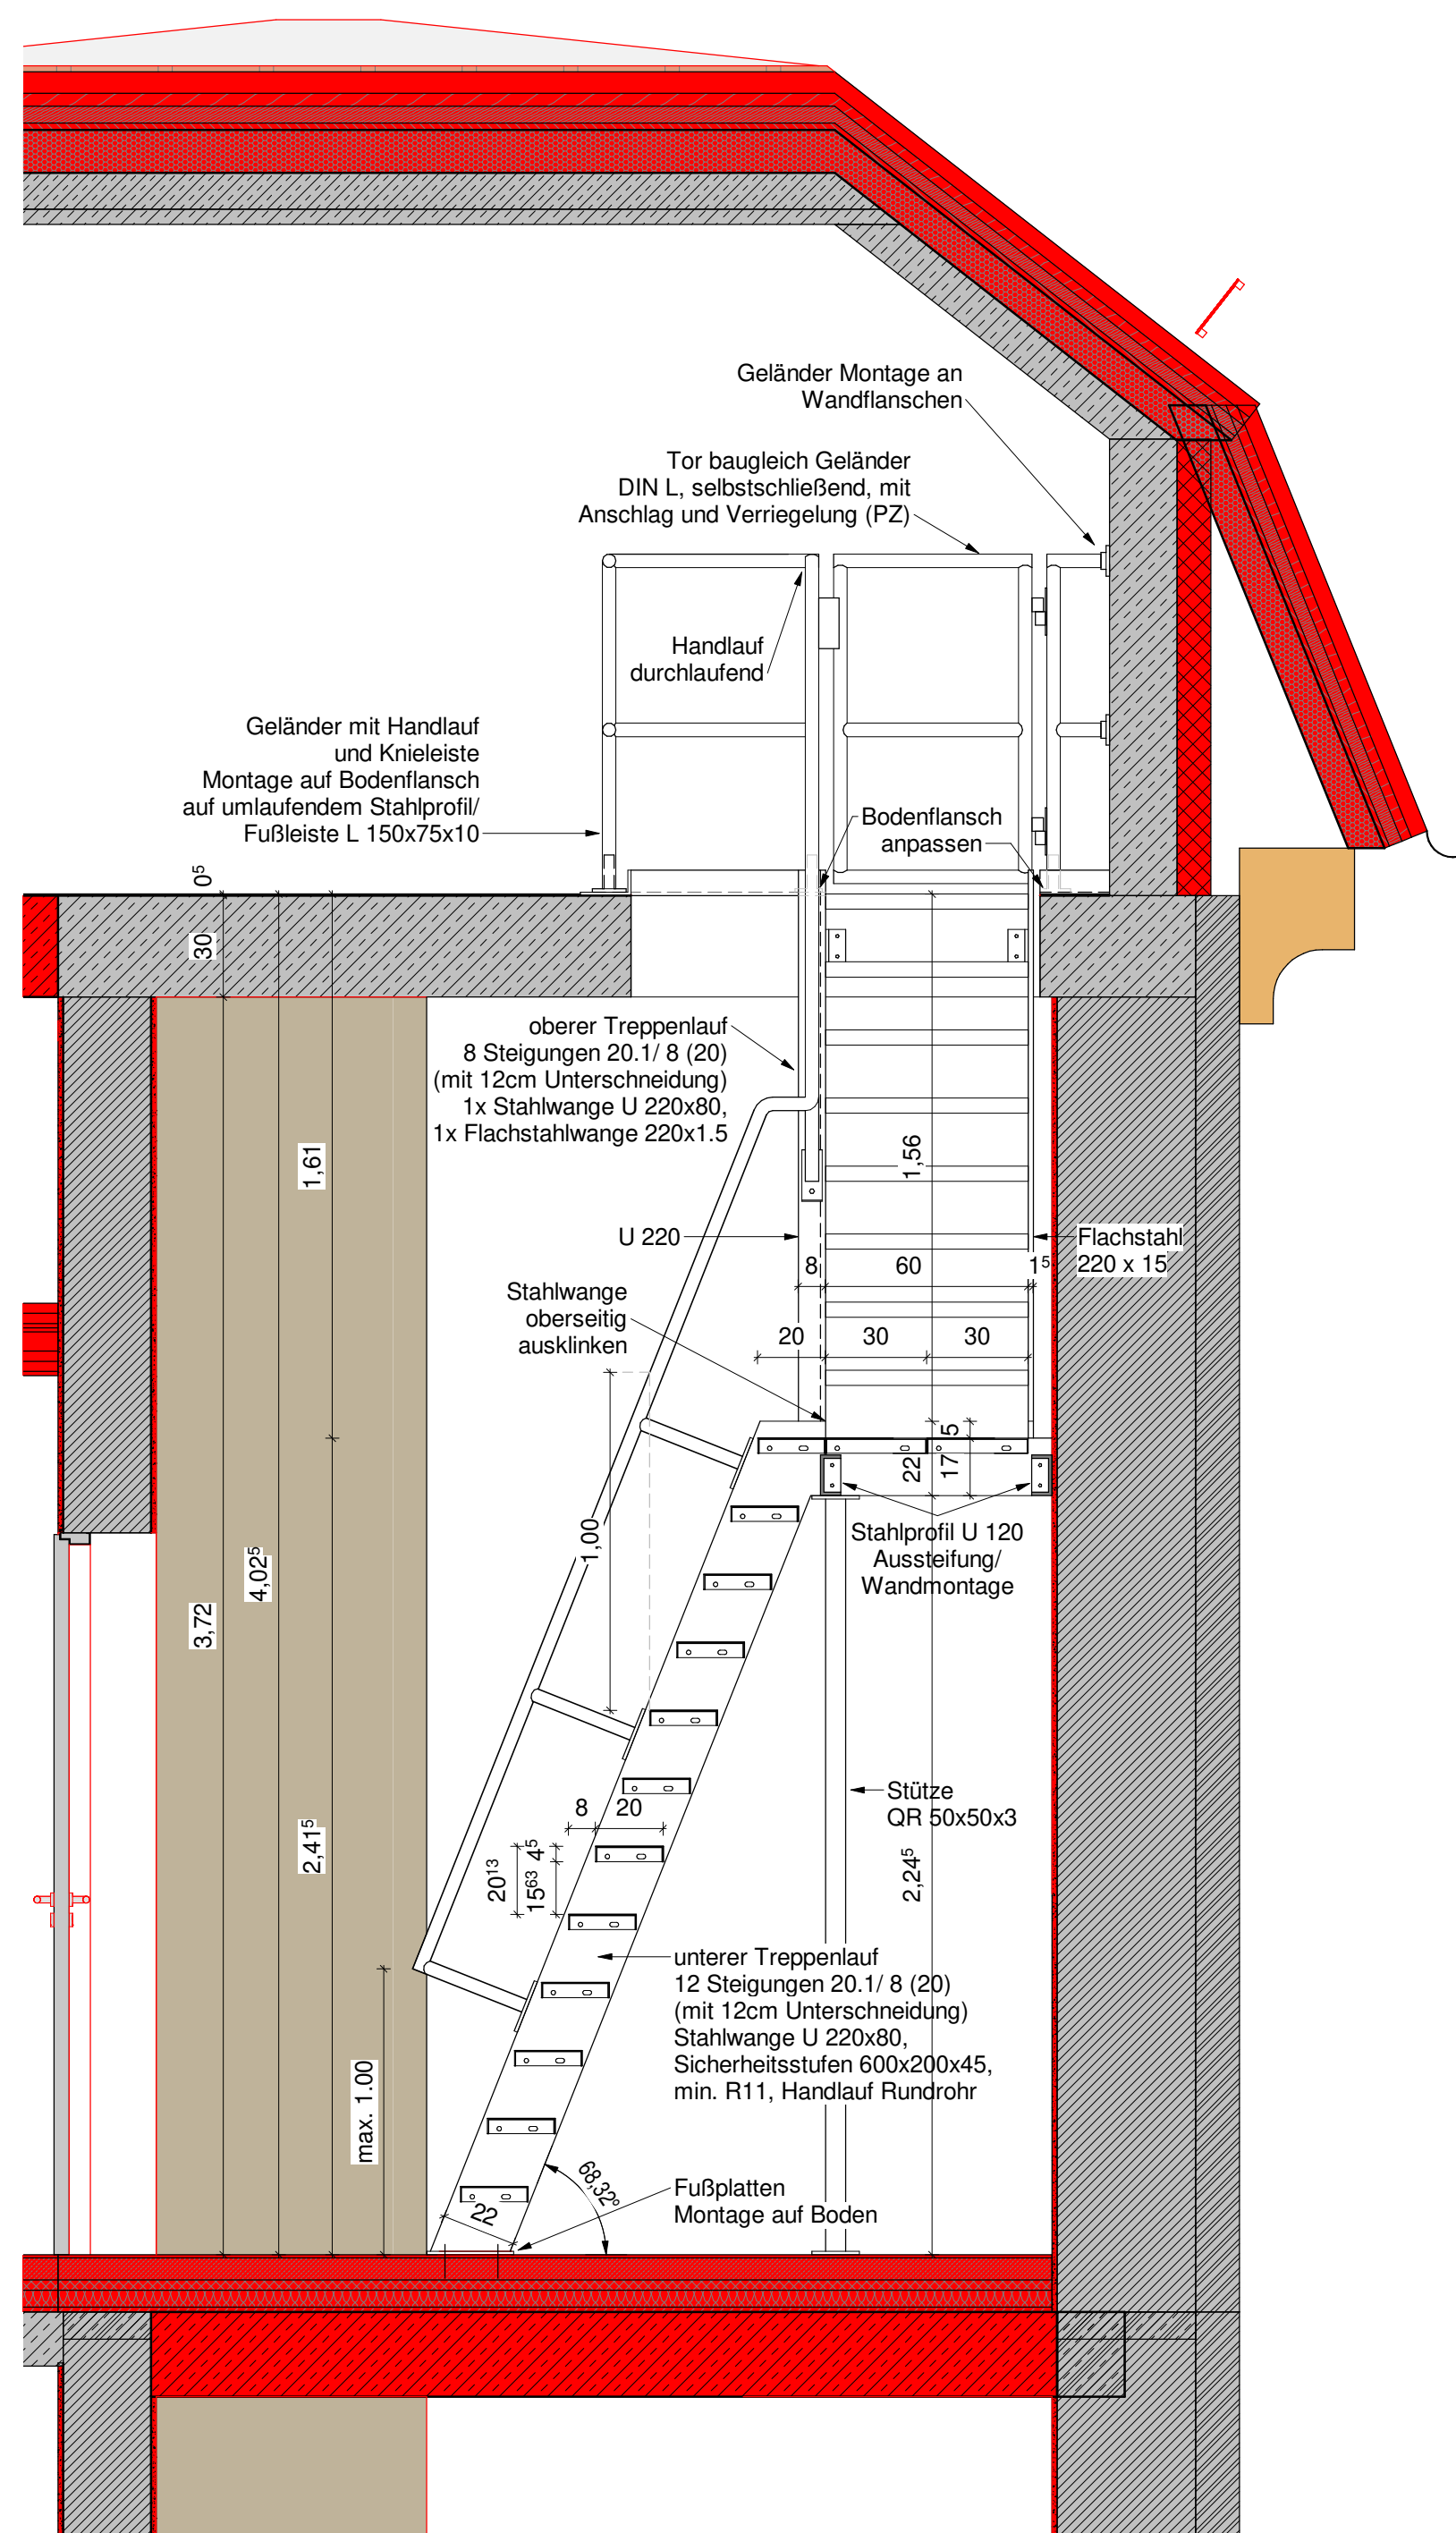 Geländer Montage an
Wandflanschen
Tor baugleich Geländer
DIN L, selbstschließend, mit
Anschlag und Verriegelung (PZ)
Handlauf
durchlaufend
Geländer mit Handlauf
und Knieleiste
Montage auf Bodenflansch
auf umlaufendem Stahlprofil/
Fußleiste L 150x75x10
Bodenflansch
anpassen
0⁵
30
oberer Treppenlauf
8 Steigungen 20.1/ 8 (20)
(mit 12cm Unterschneidung)
1x Stahlwange U 220x80,
1x Flachstahlwange 220x1.5
1,61
1,56
U 220
Flachstahl
220 x 15
8
60
1⁵
Stahlwange
oberseitig
ausklinken
20
30
30
5
22
17
Stahlprofil U 120
Aussteifung/
Wandmontage
1,00
4,02⁵
3,72
Stütze
QR 50x50x3
8
20
2,41⁵
20¹³
4⁵
15⁶³
2,24⁵
unterer Treppenlauf
12 Steigungen 20.1/ 8 (20)
(mit 12cm Unterschneidung)
Stahlwange U 220x80,
Sicherheitsstufen 600x200x45,
min. R11, Handlauf Rundrohr
max. 1.00
68,32°
22
Fußplatten
Montage auf Boden